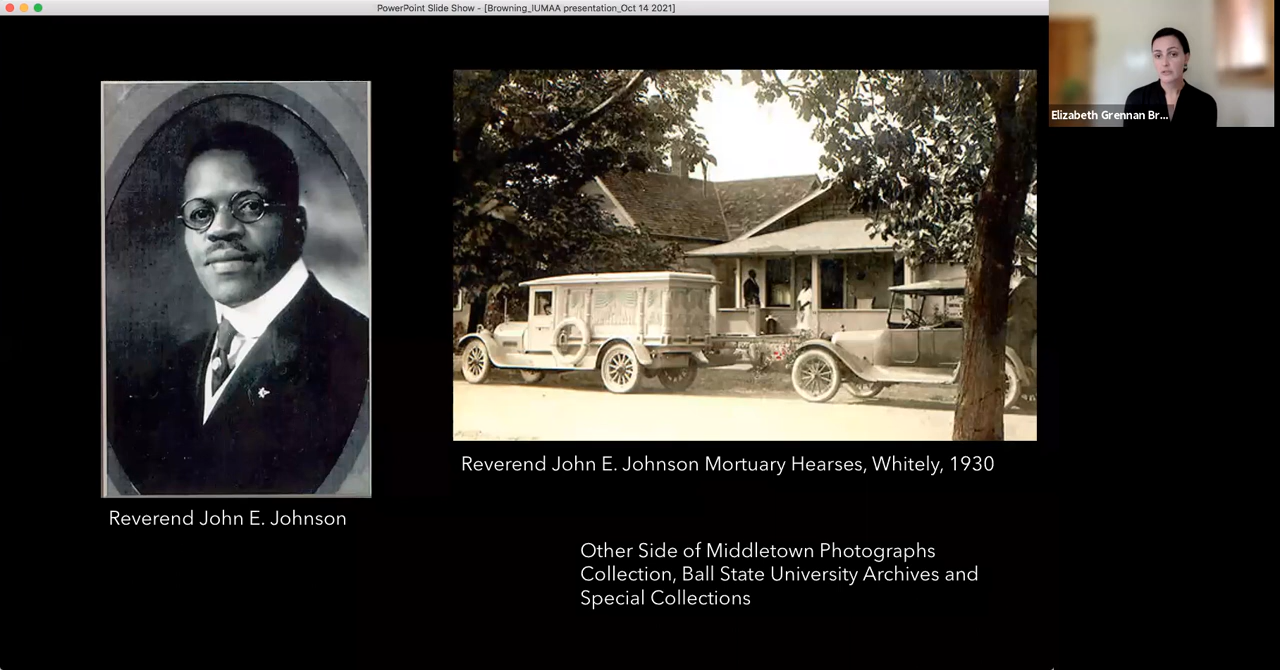 PowerPoint Slide Show - [Browning_IUMAA presentation_Oct 14 2021]
Elizabeth Grennan Br...
Reverend John E. Johnson Mortuary Hearses, Whitely, 1930
Reverend John E. Johnson
Other Side of Middletown Photographs
Collection, Ball State University Archives and
Special Collections